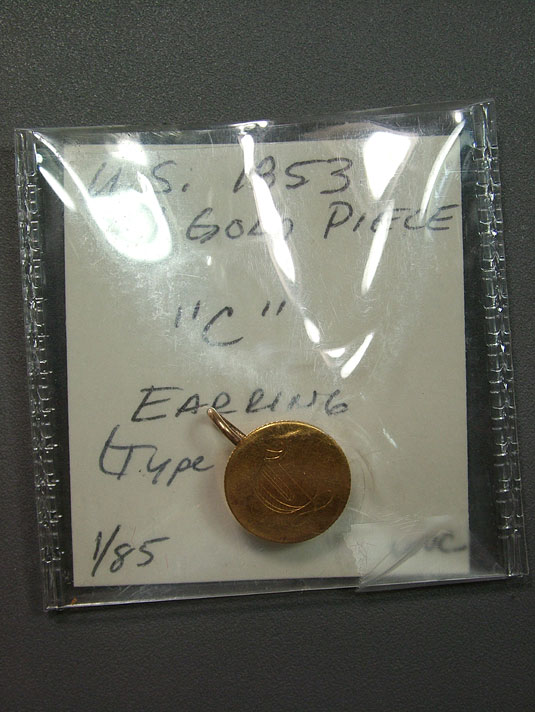 U.S. 1853
GOLD PIECE
"C"
EARRING
TYPE
1/85